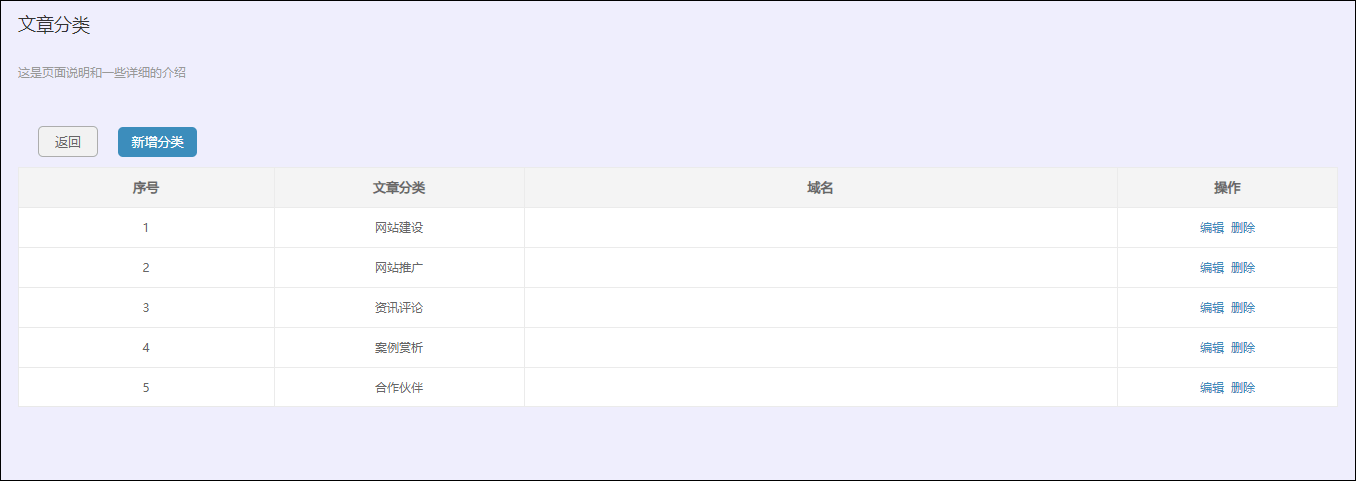 文章分类
这是页面说明和一些详细的介绍
返回 新增分类
序号 文章分类 域名 操作
1 网站建设 编辑 删除
2 网站推广 编辑 删除
3 资讯评论 编辑 删除
4 案例赏析 编辑 删除
5 合作伙伴 编辑 删除